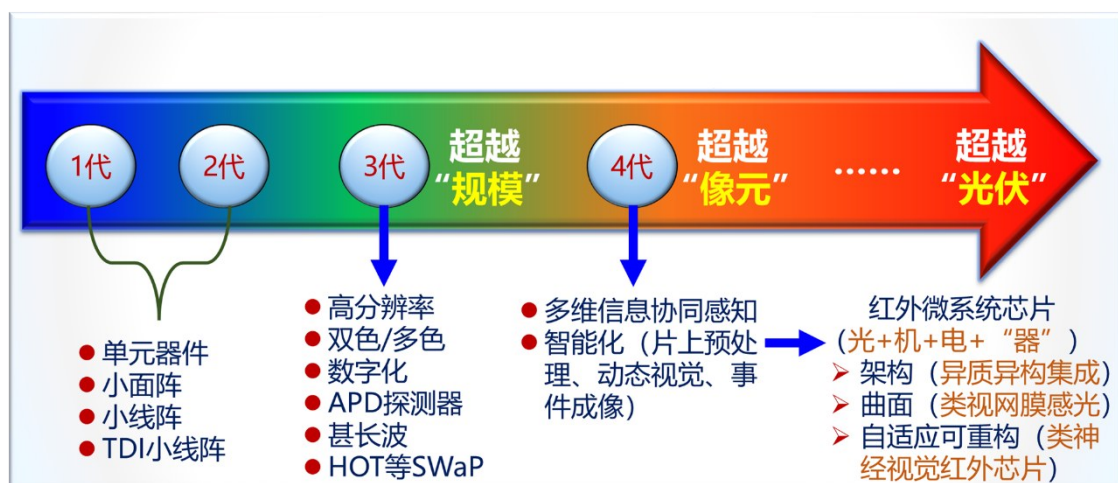 1代
2代
3代
超越
“规模”
4代
超越
“像元”
……
超越
“光伏”
单元器件
小面阵
小线阵
TDI小线阵
高分辨率
双色/多色
数字化
APD探测器
甚长波
HOT等SWaP
多维信息协同感知
智能化（片上预处
理、动态视觉、事
件成像）
红外微系统芯片
（光+机+电+“器”）
架构（异质异构集成）
曲面（类视网膜感光）
自适应可重构（类神
经视觉红外芯片）